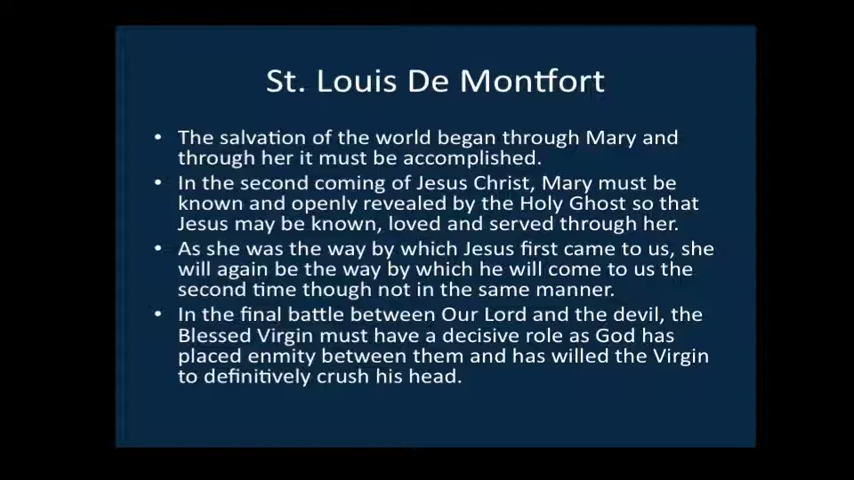 St. Louis De Montfort
• The salvation of the world began through Mary and
through her it must be accomplished.
• In the second coming of Jesus Christ, Mary must be
known and openly revealed by the Holy Ghost so that
Jesus may be known, loved and served through her.
• As she was the way by which Jesus first came to us, she
will again be the way by which he will come to us the
second time though not in the same manner.
• In the final battle between Our Lord and the devil, the
Blessed Virgin must have a decisive role as God has
placed enmity between them and has willed the Virgin
to definitively crush his head.